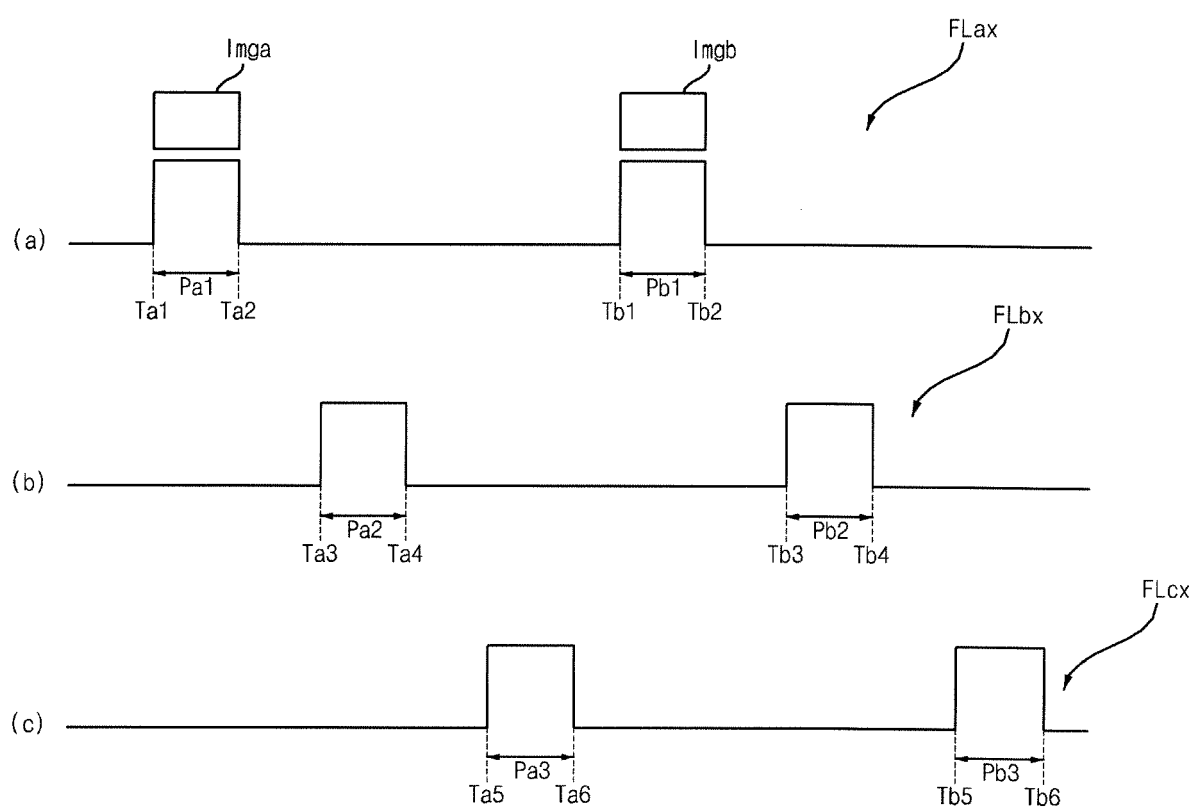 FLax
Imga Imgb
(a)
Pa1 Pb1
Ta1 Ta2 Tb1 Tb2
FLbx
(b)
Pa2 Pb2
Ta3 Ta4 Tb3 Tb4
FLcx
(c)
Pa3 Pb3
Ta5 Ta6 Tb5 Tb6